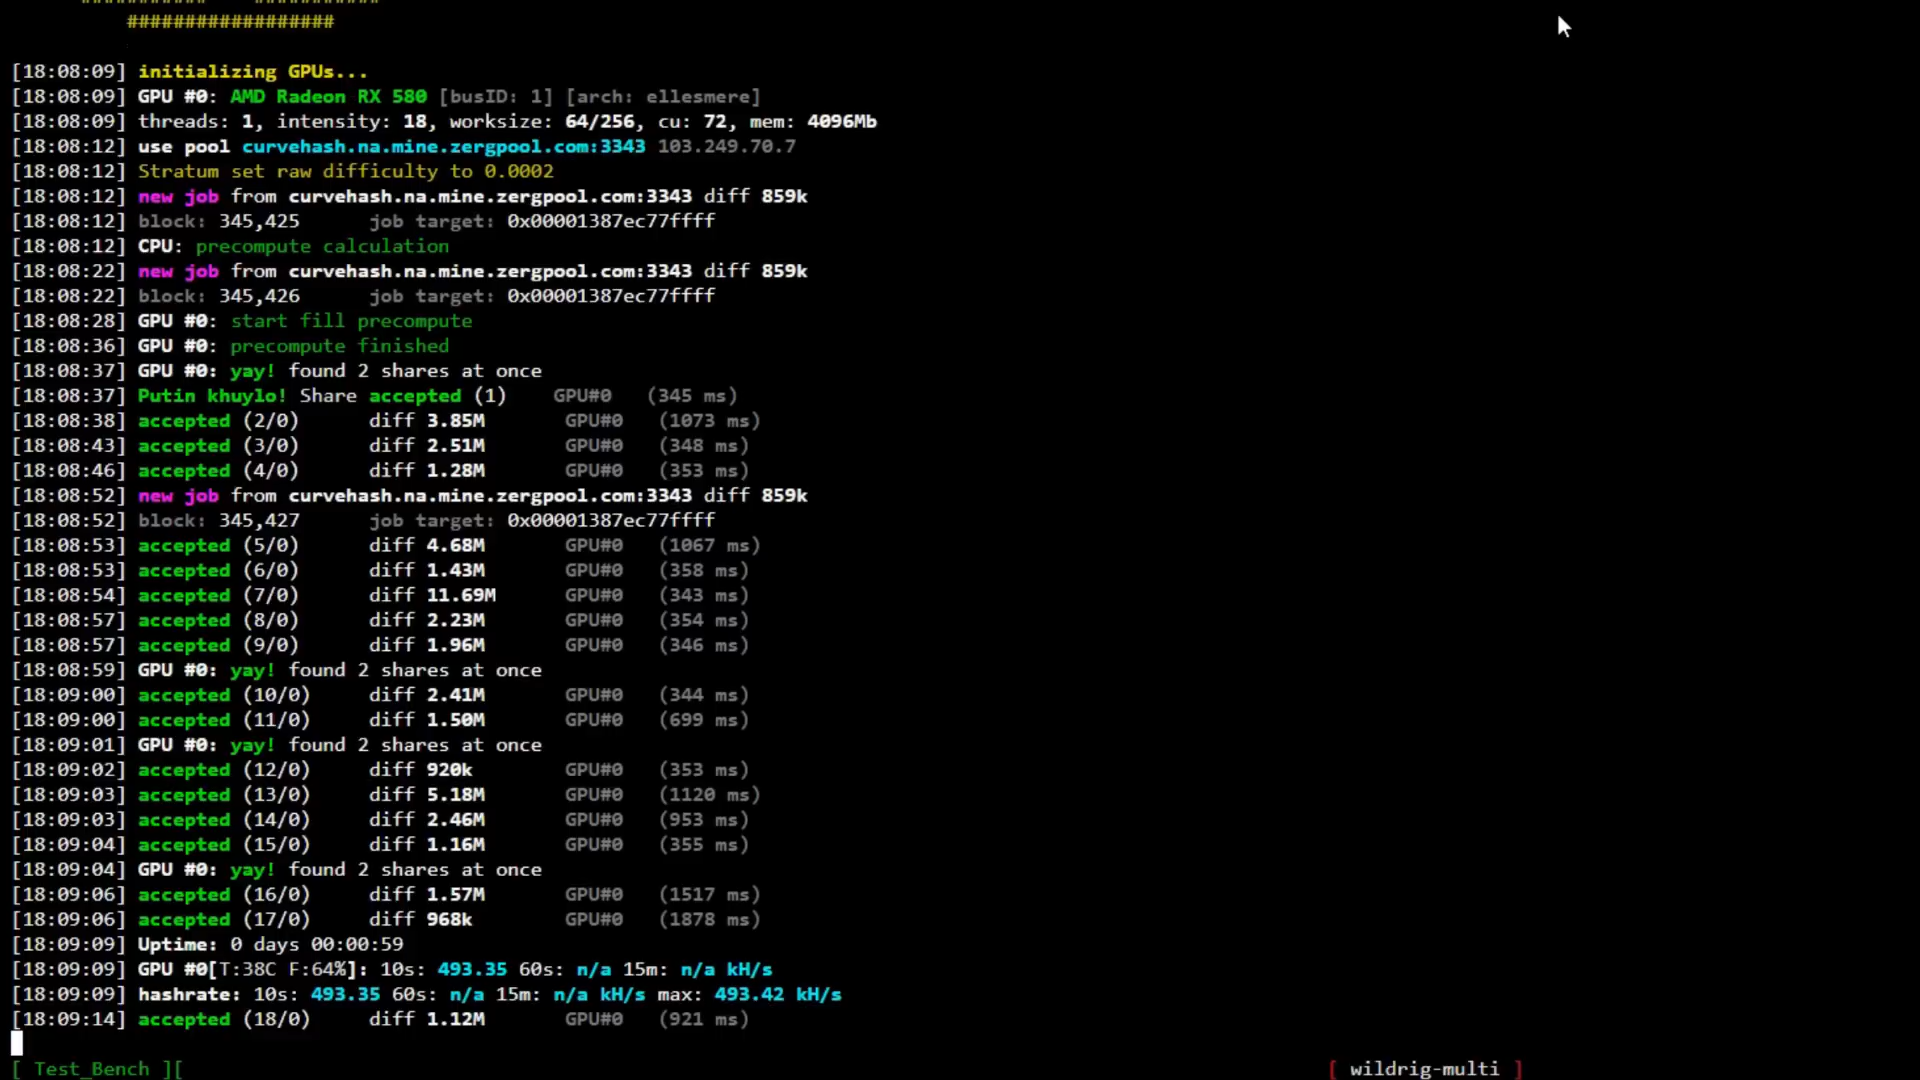 ########### ###########
##################
[18:08:09] initializing GPUs...
[18:08:09] GPU #0: AMD Radeon RX 580 [busID: 1] [arch: ellesmere]
[18:08:09] threads: 1, intensity: 18, worksize: 64/256, cu: 72, mem: 4096Mb
[18:08:12] use pool curvehash.na.mine.zergpool.com:3343 103.249.70.7
[18:08:12] Stratum set raw difficulty to 0.0002
[18:08:12] new job from curvehash.na.mine.zergpool.com:3343 diff 859k
[18:08:12] block: 345,425 job target: 0x00001387ec77ffff
[18:08:12] CPU: precompute calculation
[18:08:22] new job from curvehash.na.mine.zergpool.com:3343 diff 859k
[18:08:22] block: 345,426 job target: 0x00001387ec77ffff
[18:08:28] GPU #0: start fill precompute
[18:08:36] GPU #0: precompute finished
[18:08:37] GPU #0: yay! found 2 shares at once
[18:08:37] Putin khuylo! Share accepted (1) GPU#0 (345 ms)
[18:08:38] accepted (2/0) diff 3.85M GPU#0 (1073 ms)
[18:08:43] accepted (3/0) diff 2.51M GPU#0 (348 ms)
[18:08:46] accepted (4/0) diff 1.28M GPU#0 (353 ms)
[18:08:52] new job from curvehash.na.mine.zergpool.com:3343 diff 859k
[18:08:52] block: 345,427 job target: 0x00001387ec77ffff
[18:08:53] accepted (5/0) diff 4.68M GPU#0 (1067 ms)
[18:08:53] accepted (6/0) diff 1.43M GPU#0 (358 ms)
[18:08:54] accepted (7/0) diff 11.69M GPU#0 (343 ms)
[18:08:57] accepted (8/0) diff 2.23M GPU#0 (354 ms)
[18:08:57] accepted (9/0) diff 1.96M GPU#0 (346 ms)
[18:08:59] GPU #0: yay! found 2 shares at once
[18:09:00] accepted (10/0) diff 2.41M GPU#0 (344 ms)
[18:09:00] accepted (11/0) diff 1.50M GPU#0 (699 ms)
[18:09:01] GPU #0: yay! found 2 shares at once
[18:09:02] accepted (12/0) diff 920k GPU#0 (353 ms)
[18:09:03] accepted (13/0) diff 5.18M GPU#0 (1120 ms)
[18:09:03] accepted (14/0) diff 2.46M GPU#0 (953 ms)
[18:09:04] accepted (15/0) diff 1.16M GPU#0 (355 ms)
[18:09:04] GPU #0: yay! found 2 shares at once
[18:09:06] accepted (16/0) diff 1.57M GPU#0 (1517 ms)
[18:09:06] accepted (17/0) diff 968k GPU#0 (1878 ms)
[18:09:09] Uptime: 0 days 00:00:59
[18:09:09] GPU #0[T:38C F:64%]: 10s: 493.35 60s: n/a 15m: n/a kH/s
[18:09:09] hashrate: 10s: 493.35 60s: n/a 15m: n/a kH/s max: 493.42 kH/s
[18:09:14] accepted (18/0) diff 1.12M GPU#0 (921 ms)
[ Test_Bench ][ [ wildrig-multi ]